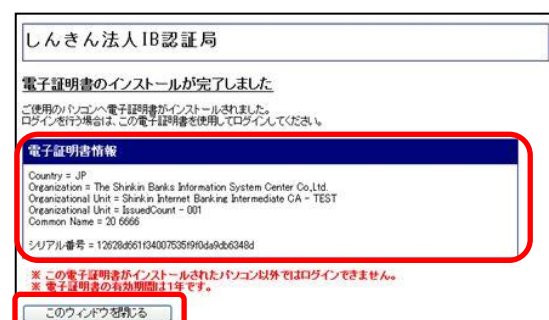 しんきん法人IB認証局
電子証明書のインストールが完了しました
ご使用のパソコンへ電子証明書がインストールされました。
ログインを行う場合は、この電子証明書を使用してログインしてください。
電子証明書情報
Country = JP
Organization = The Shinkin Banks Information System Center Co.,Ltd.
Organizational Unit = Shinkin Internet Banking Intermediate CA - TEST
Organizational Unit = IssuedCount - 001
Common Name = 20 6666
シリアル番号 = 12628d661f34007535f9f0da9db6348d
※ この電子証明書がインストールされたパソコン以外ではログインできません。
※ 電子証明書の有効期間は1年です。
このウィンドウを閉じる